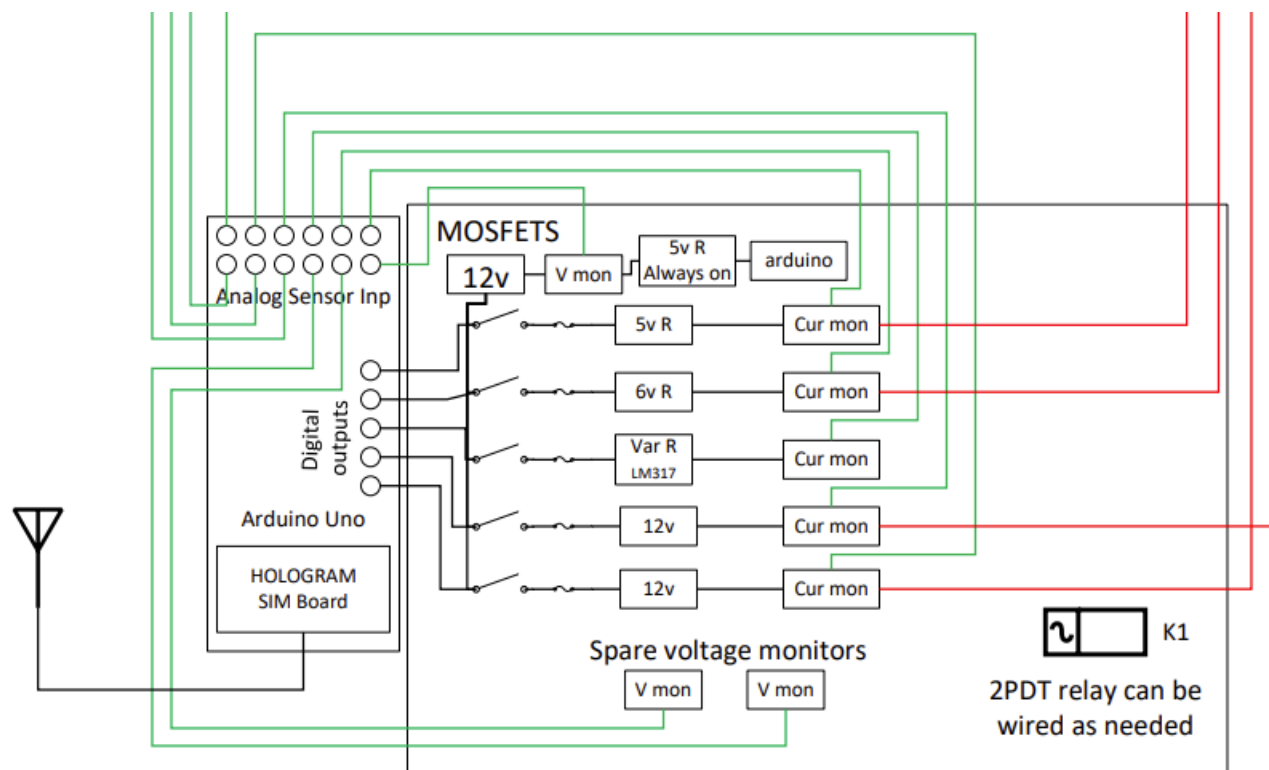 MOSFETS
12v
V mon
5v R
Always on
arduino
Analog Sensor Inp
5v R
Cur mon
6v R
Cur mon
Digital
outputs
Var R
LM317
Cur mon
Arduino Uno
12v
Cur mon
HOLOGRAM
SIM Board
12v
Cur mon
Spare voltage monitors
V mon
V mon
K1
2PDT relay can be
wired as needed